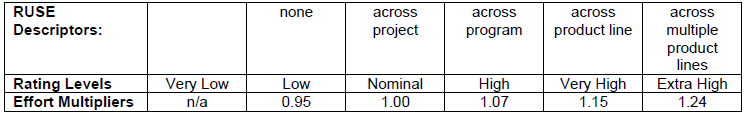 RUSE Descriptors: none across project across program across product line across multiple product lines
Rating Levels Very Low Low Nominal High Very High Extra High
Effort Multipliers n/a 0.95 1.00 1.07 1.15 1.24